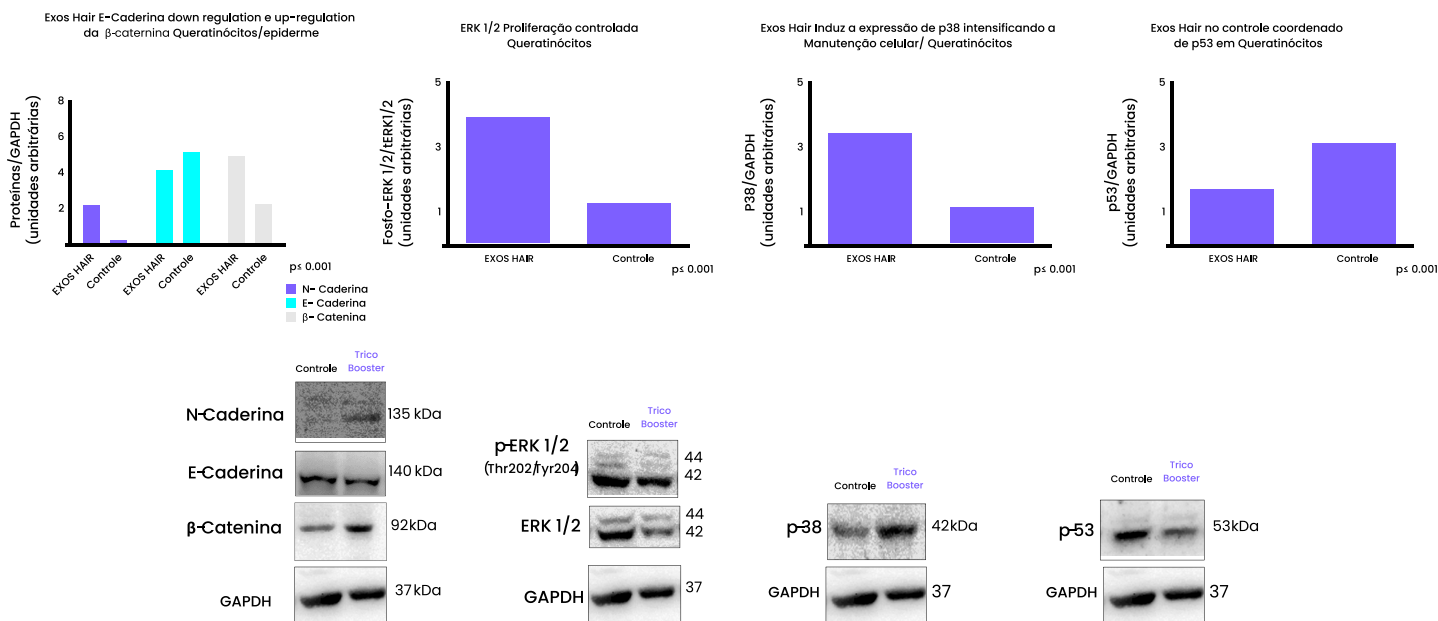 Exos Hair E-Caderina down regulation e up-regulation
da β-caternina Queratinócitos/epiderme
Proteínas/GAPDH
(unidades arbitrárias)
8
6
4
2
EXOS HAIR
Controle
EXOS HAIR
Controle
EXOS HAIR
Controle
p≤ 0.001
N- Caderina
E- Caderina
β- Catenina
ERK 1/2 Proliferação controlada
Queratinócitos
Fosfo-ERK 1/2/tERK1/2
(unidades arbitrárias)
5
3
1
EXOS HAIR
Controle
p≤ 0.001
Exos Hair Induz a expressão de p38 intensificando a
Manutenção celular/ Queratinócitos
P38/GAPDH
(unidades arbitrárias)
5
3
1
EXOS HAIR
Controle
p≤ 0.001
Exos Hair no controle coordenado
de p53 em Queratinócitos
p53/GAPDH
(unidades arbitrárias)
5
3
1
EXOS HAIR
Controle
p≤ 0.001
Controle
Trico
Booster
N-Caderina
135 kDa
E-Caderina
140 kDa
β-Catenina
92kDa
GAPDH
37kDa
Controle
Trico
Booster
p-ERK 1/2
(Thr202/Tyr204)
44
42
ERK 1/2
44
42
GAPDH
37
Controle
Trico
Booster
p-38
42kDa
GAPDH
37
Controle
Trico
Booster
p-53
53kDa
GAPDH
37